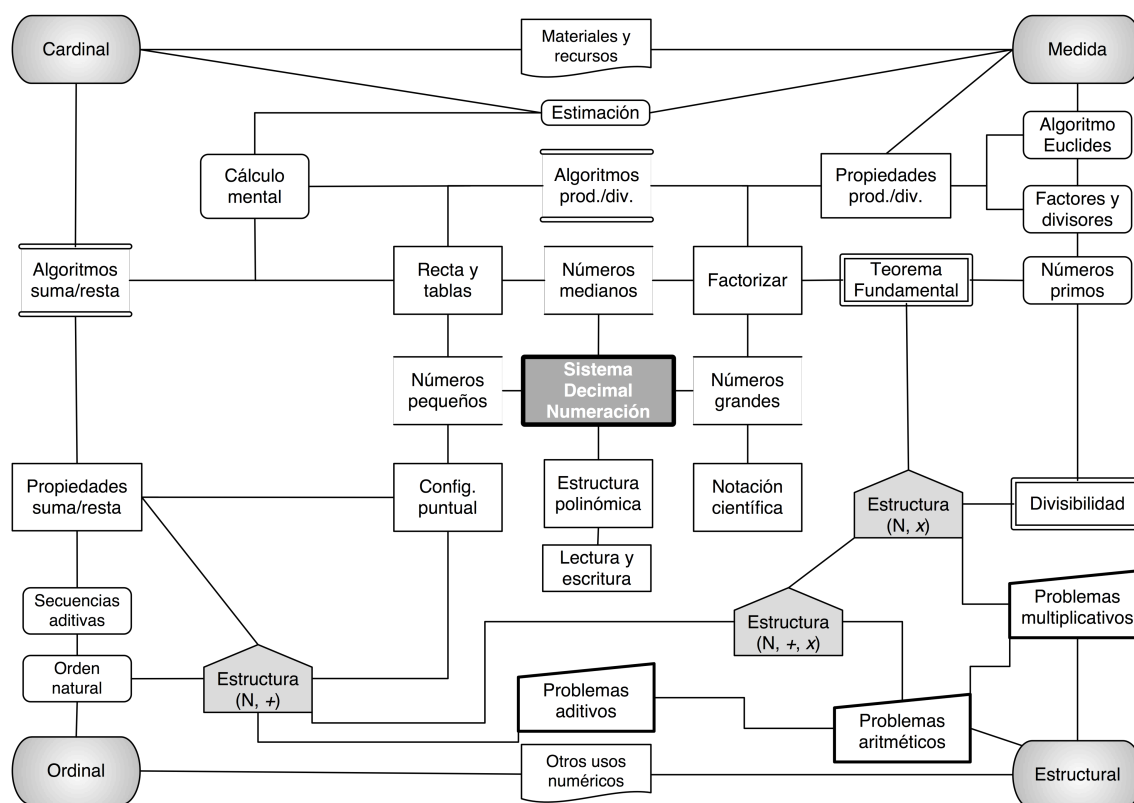 Cardinal
Materiales y
recursos
Medida
Estimación
Algoritmo
Euclides
Cálculo
mental
Algoritmos
prod./div.
Propiedades
prod./div.
Factores y
divisores
Algoritmos
suma/resta
Recta y
tablas
Números
medianos
Factorizar
Teorema
Fundamental
Números
primos
Números
pequeños
Sistema
Decimal
Numeración
Números
grandes
Propiedades
suma/resta
Config.
puntual
Estructura
polinómica
Notación
científica
Estructura
(N, x)
Divisibilidad
Lectura y
escritura
Secuencias
aditivas
Estructura
(N, +, x)
Problemas
multiplicativos
Orden
natural
Estructura
(N, +)
Problemas
aditivos
Problemas
aritméticos
Ordinal
Otros usos
numéricos
Estructural